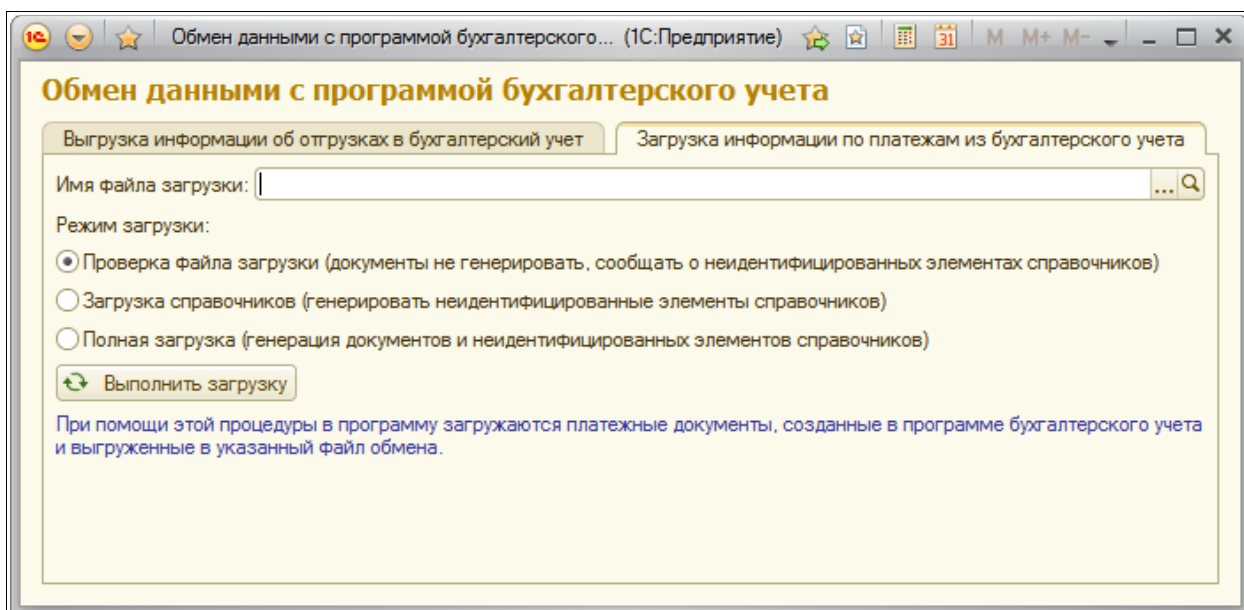 1С Обмен данными с программой бухгалтерского... (1С:Предприятие) 31 M M+ M-
Обмен данными с программой бухгалтерского учета
Выгрузка информации об отгрузках в бухгалтерский учет Загрузка информации по платежам из бухгалтерского учета
Имя файла загрузки: ...
Режим загрузки:
Проверка файла загрузки (документы не генерировать, сообщать о неидентифицированных элементах справочников)
Загрузка справочников (генерировать неидентифицированные элементы справочников)
Полная загрузка (генерация документов и неидентифицированных элементов справочников)
Выполнить загрузку
При помощи этой процедуры в программу загружаются платежные документы, созданные в программе бухгалтерского учета
и выгруженные в указанный файл обмена.